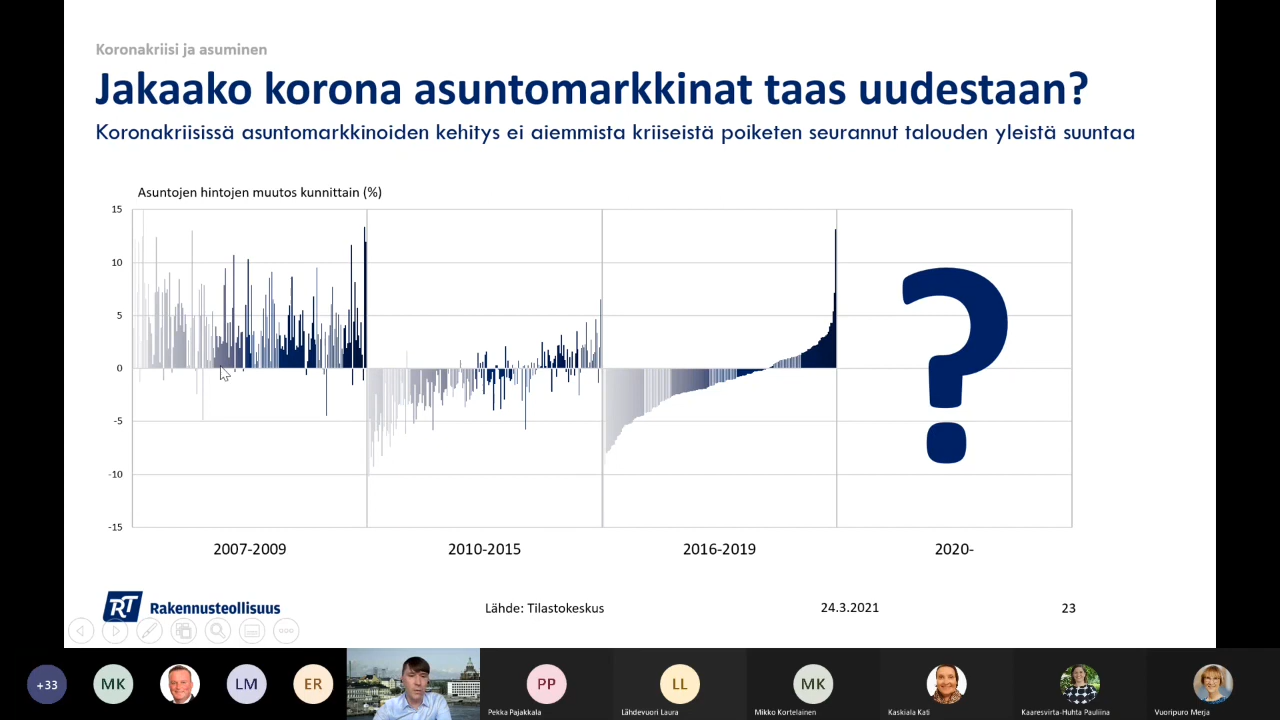 Koronakriisi ja asuminen
Jakaako korona asuntomarkkinat taas uudestaan?
Koronakriisissä asuntomarkkinoiden kehitys ei aiemmista kriiseistä poiketen seurannut talouden yleistä suuntaa
Asuntojen hintojen muutos kunnittain (%)
15
10
5
0
-5
-10
-15
2007-2009
2010-2015
2016-2019
2020-
?
RT Rakennusteollisuus
Lähde: Tilastokeskus
24.3.2021
23
+33
MK
LM
ER
PP
LL
MK
Pekka Pajakkala
Lähdevuori Laura
Mikko Kortelainen
Kaskiala Kati
Kaaresvirta-Huhta Pauliina
Vuoripuro Merja